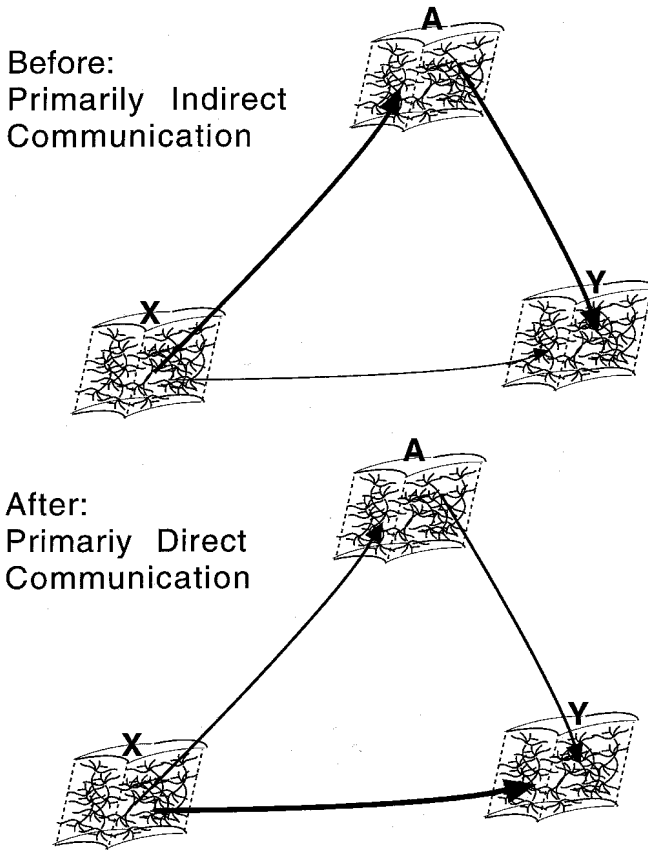 A
Before:
Primarily Indirect
Communication
X
Y
A
After:
Primariy Direct
Communication
X
Y